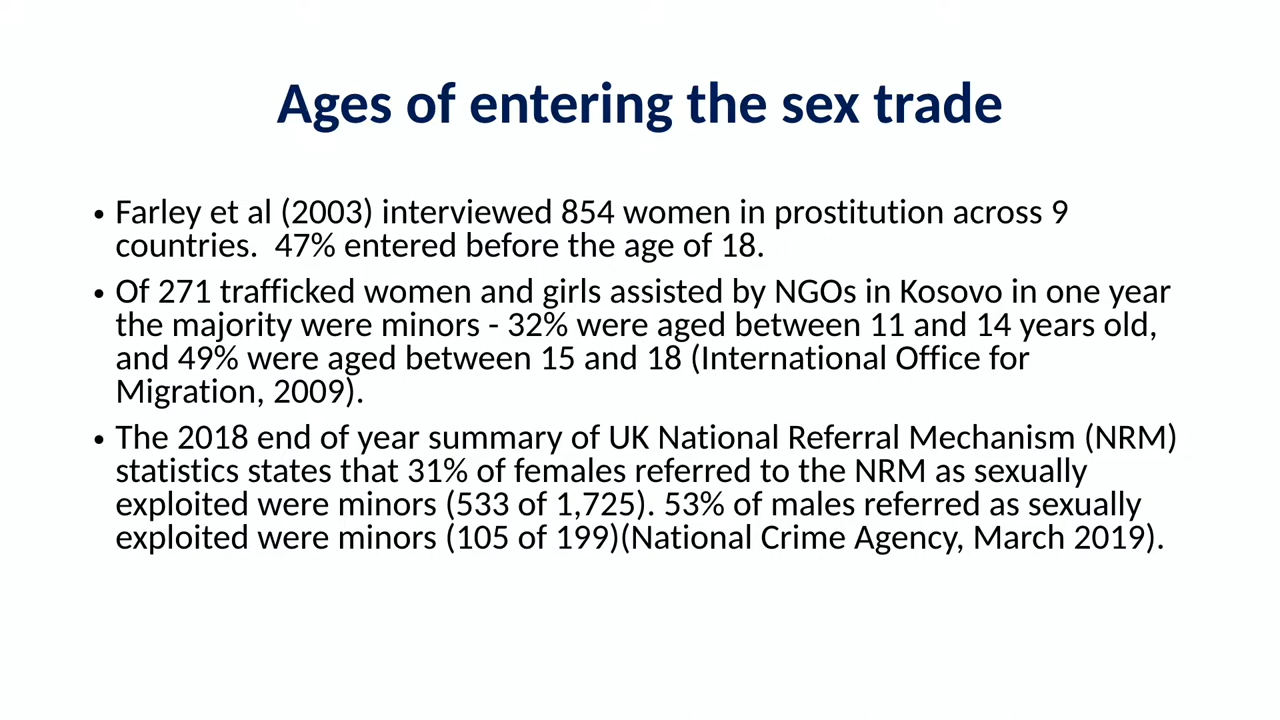 Ages of entering the sex trade
• Farley et al (2003) interviewed 854 women in prostitution across 9
countries.  47% entered before the age of 18.
• Of 271 trafficked women and girls assisted by NGOs in Kosovo in one year
the majority were minors - 32% were aged between 11 and 14 years old,
and 49% were aged between 15 and 18 (International Office for
Migration, 2009).
• The 2018 end of year summary of UK National Referral Mechanism (NRM)
statistics states that 31% of females referred to the NRM as sexually
exploited were minors (533 of 1,725). 53% of males referred as sexually
exploited were minors (105 of 199)(National Crime Agency, March 2019).